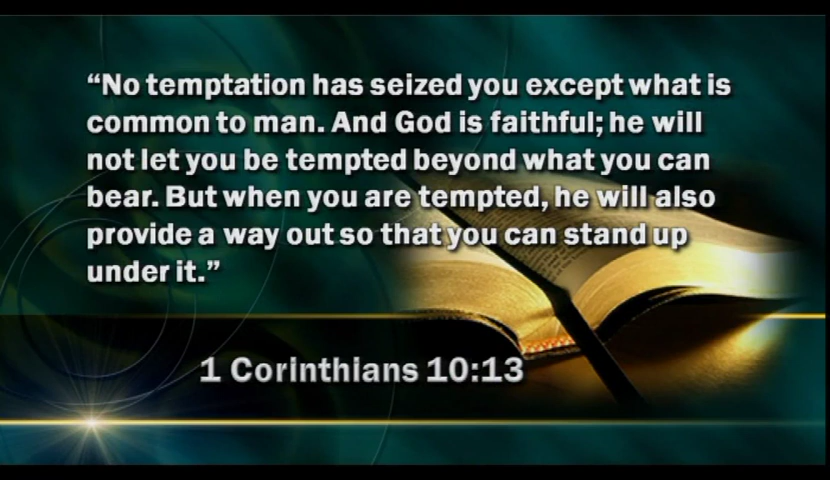 “No temptation has seized you except what is
common to man. And God is faithful; he will
not let you be tempted beyond what you can
bear. But when you are tempted, he will also
provide a way out so that you can stand up
under it.”
1 Corinthians 10:13